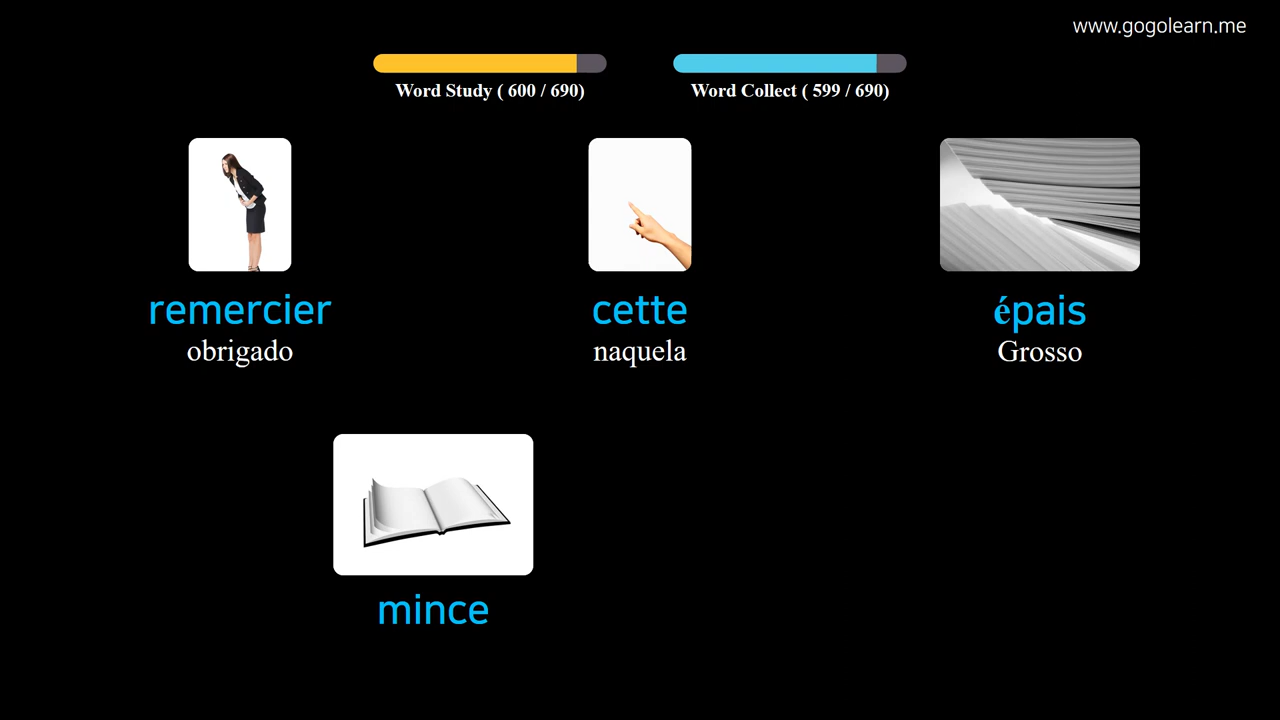 www.gogolearn.me
Word Study ( 600 / 690)
Word Collect ( 599 / 690)
remercier
obrigado
cette
naquela
épais
Grosso
mince